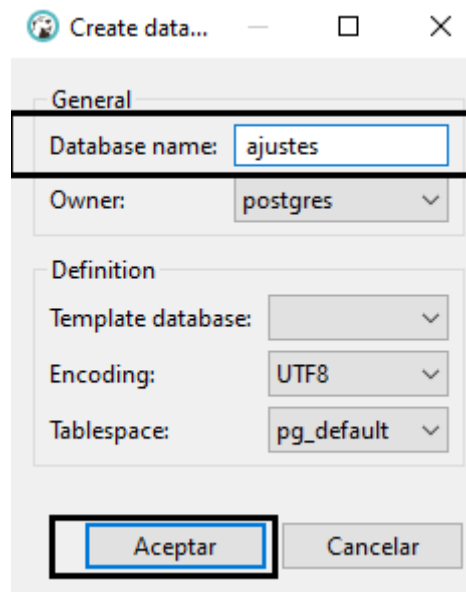 Create data...
General
Database name: ajustes
Owner: postgres
Definition
Template database:
Encoding: UTF8
Tablespace: pg_default
Aceptar Cancelar